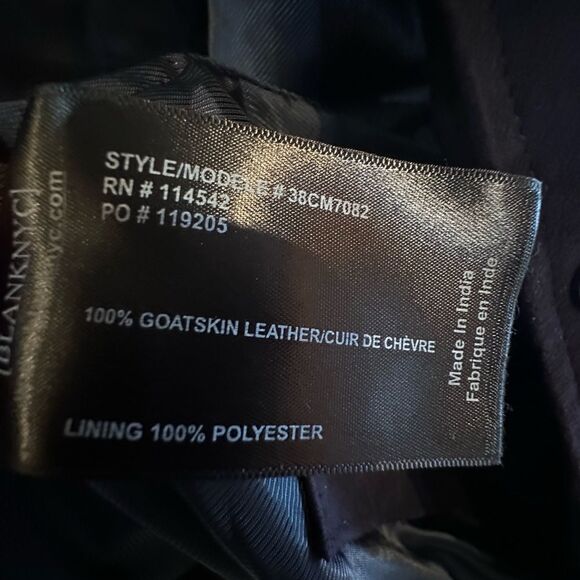 [BLANKNYC]
nyc.com
STYLE/MODELE # 38CM7082
RN # 114542
PO # 119205
100% GOATSKIN LEATHER/CUIR DE CHÈVRE
LINING 100% POLYESTER
Made In India
Fabrique en Inde